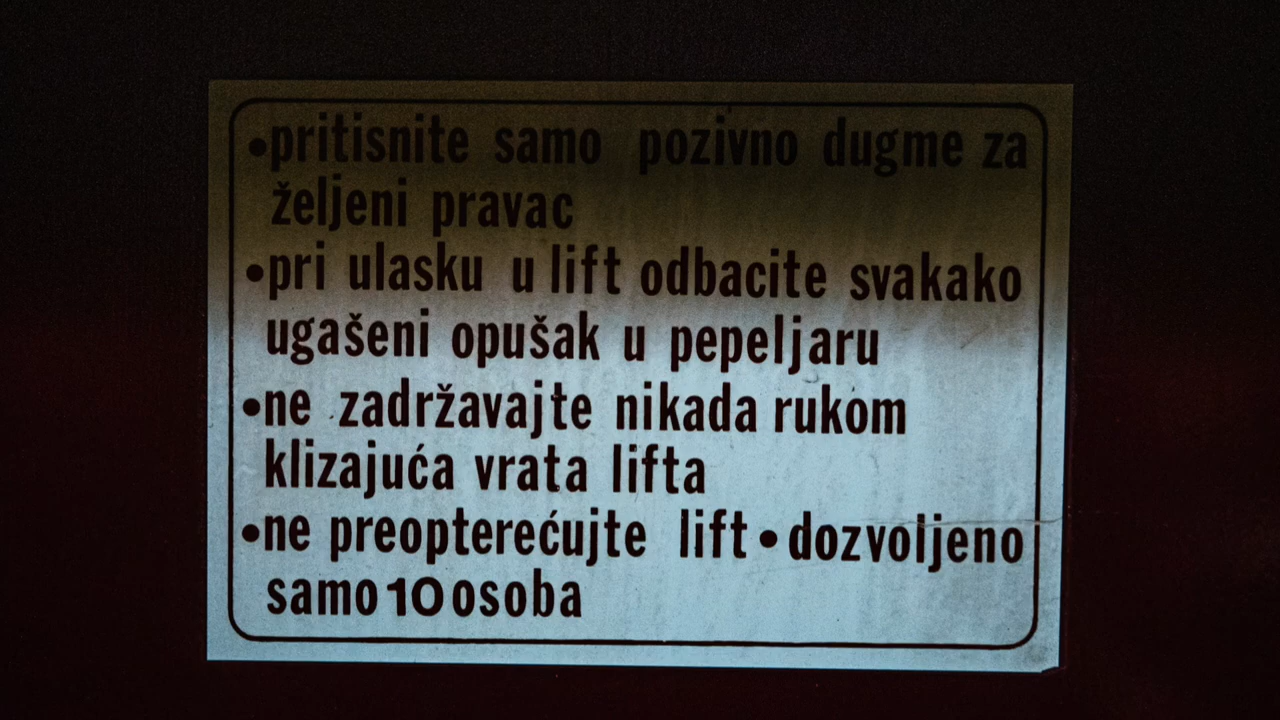 •pritisnite samo pozivno dugme za
željeni pravac
•pri ulasku u lift odbacite svakako
ugašeni opušak u pepeljaru
•ne zadržavajte nikada rukom
klizajuća vrata lifta
•ne preopterećujte lift•dozvoljeno
samo 10 osoba